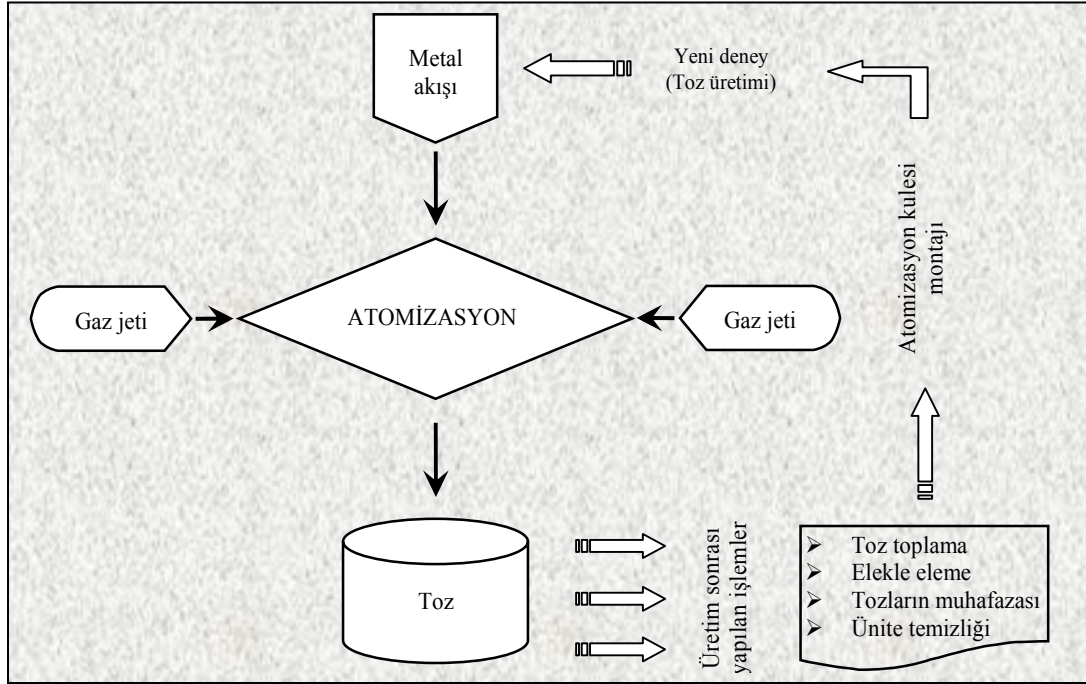 Metal
akışı
Yeni deney
(Toz üretimi)
Atomizasyon kulesi
montajı
Gaz jeti
ATOMİZASYON
Gaz jeti
Toz
Üretim sonrası
yapılan işlemler
➢ Toz toplama
➢ Elekle eleme
➢ Tozların muhafazası
➢ Ünite temizliği